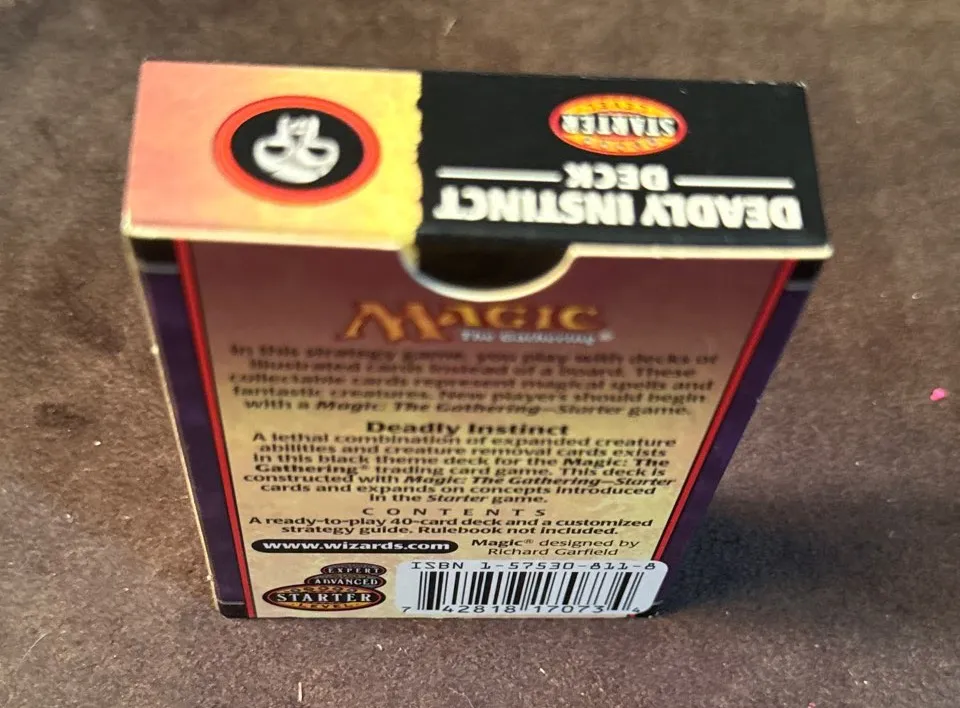 STARTER
LEVEL
DEADLY INSTINCT
DECK
MAGIC
The Gathering®
In this strategy game, you play with decks of
illustrated cards instead of a board. These
collectable cards represent magical spells and
fantastic creatures. New players should begin
with a Magic: The Gathering—Starter game.
Deadly Instinct
A lethal combination of expanded creature
abilities and creature removal cards exists
in this black theme deck for the Magic: The
Gathering® trading card game. This deck is
constructed with Magic: The Gathering—Starter
cards and expands on concepts introduced
in the Starter game.
CONTENTS
A ready-to-play 40-card deck and a customized
strategy guide. Rulebook not included.
www.wizards.com
Magic® designed by
Richard Garfield
EXPERT
ADVANCED
STARTER
LEVEL
ISBN 1-57530-811-8
7 42818 17073 4